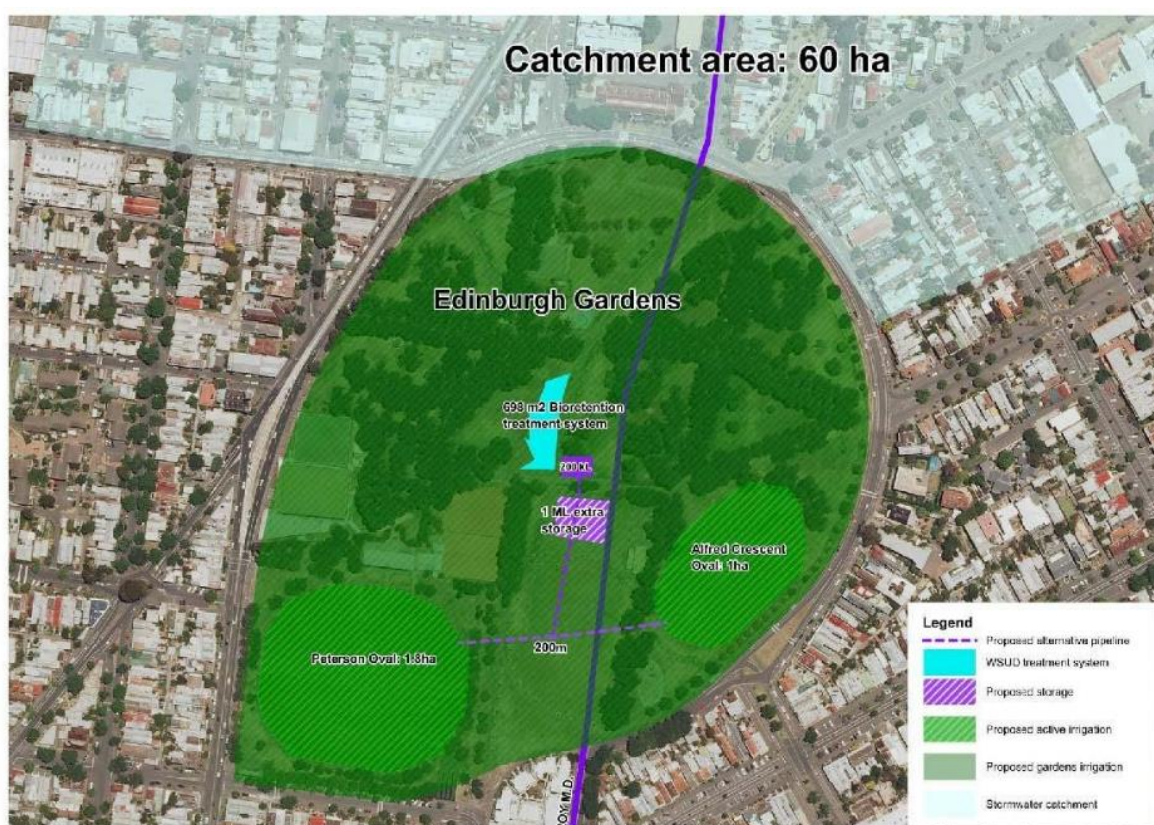 Catchment area: 60 ha
Edinburgh Gardens
698 m2 Bioretention
treatment system
200 KL
1 ML extra
storage
Alfred Crescent
Oval: 1ha
200m
Peterson Oval: 1.8ha
OY M.D.
Legend
Proposed alternative pipeline
WSUD treatment system
Proposed storage
Proposed active irrigation
Proposed gardens irrigation
Stormwater catchment